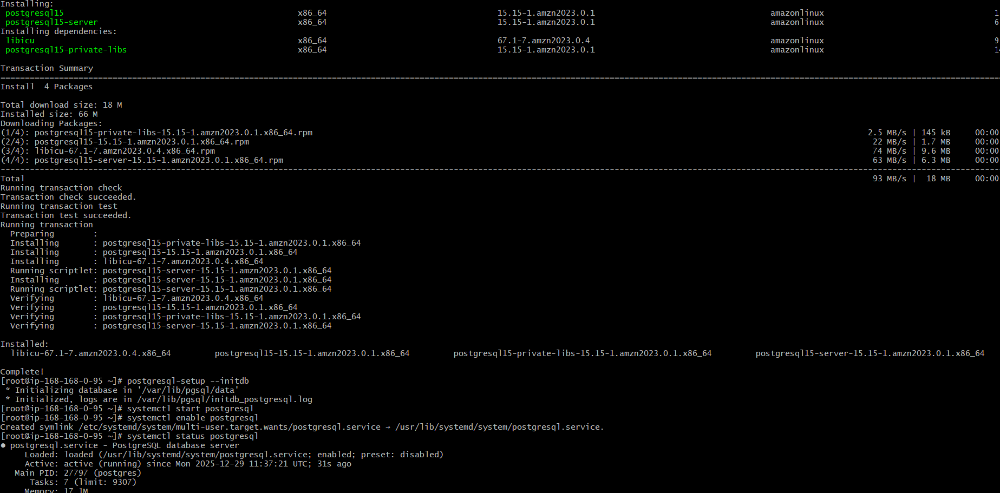 Installing:
postgresql15 x86_64 15.15-1.amzn2023.0.1 amazonlinux 1
postgresql15-server x86_64 15.15-1.amzn2023.0.1 amazonlinux 6
Installing dependencies:
libicu x86_64 67.1-7.amzn2023.0.4 amazonlinux 9
postgresql15-private-libs x86_64 15.15-1.amzn2023.0.1 amazonlinux
Transaction Summary
Install  4 Packages
Total download size: 18 M
Installed size: 66 M
Downloading Packages:
(1/4): postgresql15-private-libs-15.15-1.amzn2023.0.1.x86_64.rpm 2.5 MB/s | 145 kB 00:00
(2/4): postgresql15-15.15-1.amzn2023.0.1.x86_64.rpm 22 MB/s | 1.7 MB 00:00
(3/4): libicu-67.1-7.amzn2023.0.4.x86_64.rpm 74 MB/s | 9.6 MB 00:00
(4/4): postgresql15-server-15.15-1.amzn2023.0.1.x86_64.rpm 63 MB/s | 6.3 MB 00:00
Total 93 MB/s | 18 MB 00:00
Running transaction check
Transaction check succeeded.
Running transaction test
Transaction test succeeded.
Running transaction
Preparing :
Installing : postgresql15-private-libs-15.15-1.amzn2023.0.1.x86_64
Installing : postgresql15-15.15-1.amzn2023.0.1.x86_64
Installing : libicu-67.1-7.amzn2023.0.4.x86_64
Running scriptlet: postgresql15-server-15.15-1.amzn2023.0.1.x86_64
Installing : postgresql15-server-15.15-1.amzn2023.0.1.x86_64
Running scriptlet: postgresql15-server-15.15-1.amzn2023.0.1.x86_64
Verifying : libicu-67.1-7.amzn2023.0.4.x86_64
Verifying : postgresql15-15.15-1.amzn2023.0.1.x86_64
Verifying : postgresql15-private-libs-15.15-1.amzn2023.0.1.x86_64
Verifying : postgresql15-server-15.15-1.amzn2023.0.1.x86_64
Installed:
libicu-67.1-7.amzn2023.0.4.x86_64 postgresql15-15.15-1.amzn2023.0.1.x86_64 postgresql15-private-libs-15.15-1.amzn2023.0.1.x86_64 postgresql15-server-15.15-1.amzn2023.0.1.x86_64
Complete!
[root@ip-168-168-0-95 ~]# postgresql-setup --initdb
* Initializing database in '/var/lib/pgsql/data'
* Initialized, logs are in /var/lib/pgsql/initdb_postgresql.log
[root@ip-168-168-0-95 ~]# systemctl start postgresql
[root@ip-168-168-0-95 ~]# systemctl enable postgresql
Created symlink /etc/systemd/system/multi-user.target.wants/postgresql.service → /usr/lib/systemd/system/postgresql.service.
[root@ip-168-168-0-95 ~]# systemctl status postgresql
● postgresql.service - PostgreSQL database server
Loaded: loaded (/usr/lib/systemd/system/postgresql.service; enabled; preset: disabled)
Active: active (running) since Mon 2025-12-29 11:37:21 UTC; 31s ago
Main PID: 27797 (postgres)
Tasks: 7 (limit: 9307)
Memory: 17.1M